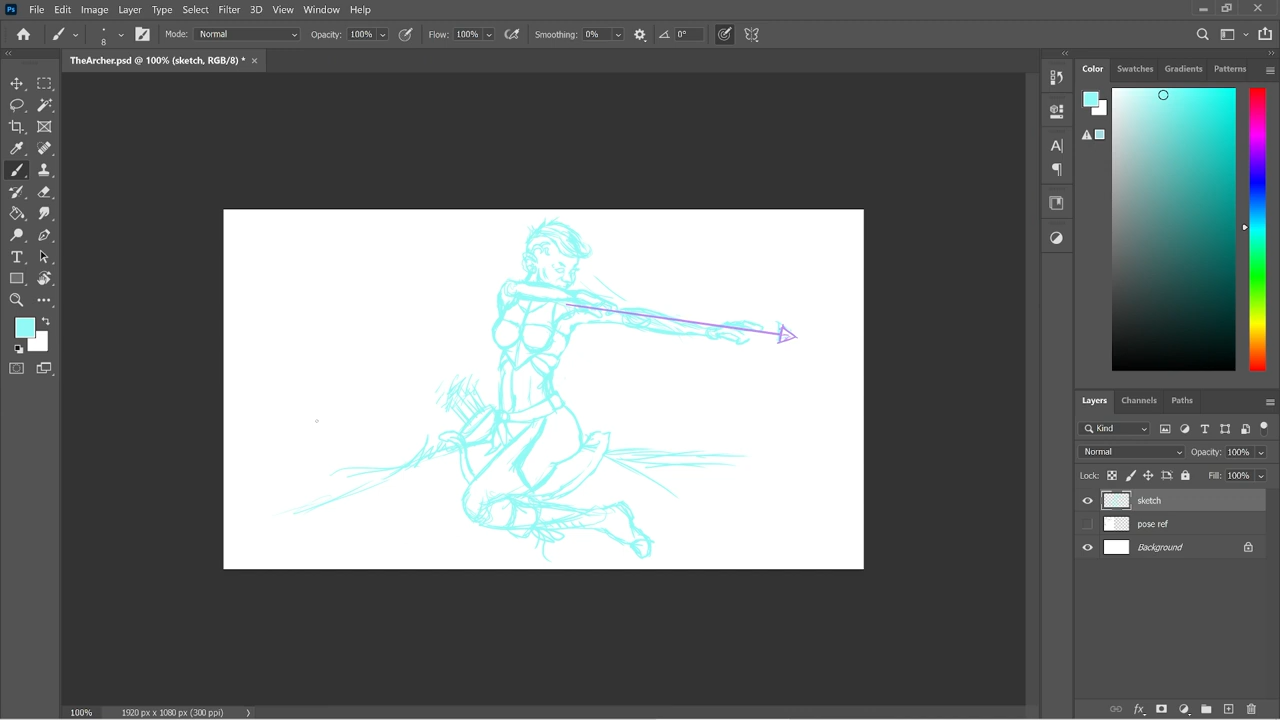 Ps File Edit Image Layer Type Select Filter 3D View Window Help
8 Mode: Normal Opacity: 100% Flow: 100% Smoothing: 0% 0°
TheArcher.psd @ 100% (sketch, RGB/8) * ×
Color Swatches Gradients Patterns
Layers Channels Paths
Kind
Normal Opacity: 100%
Lock: Fill: 100%
sketch
pose ref
Background
100% 1920 px x 1080 px (300 ppi)